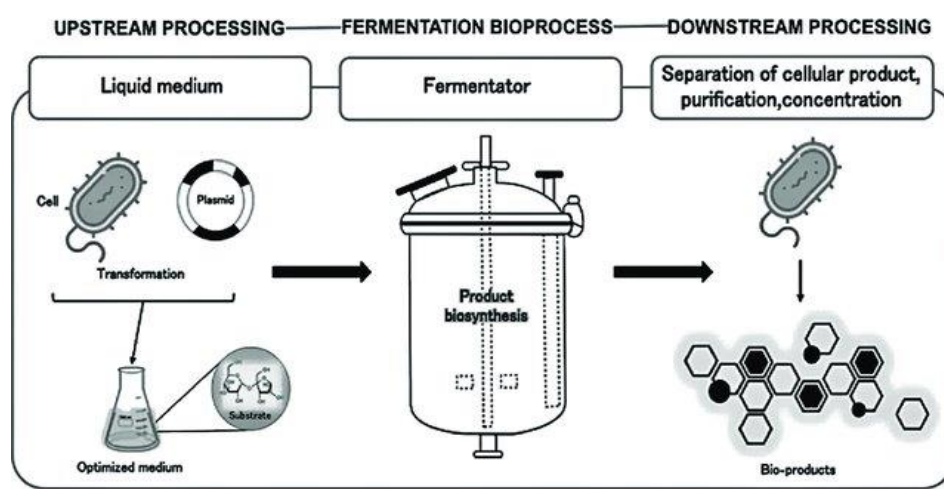 UPSTREAM PROCESSING
FERMENTATION BIOPROCESS
DOWNSTREAM PROCESSING
Liquid medium
Fermentator
Separation of cellular product,
purification,concentration
Cell
Plasmid
Transformation
Substrate
Optimized medium
Product
biosynthesis
Bio-products